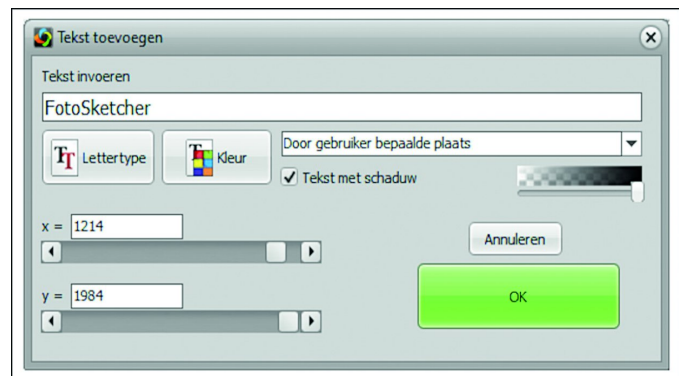 Tekst toevoegen
Tekst invoeren
FotoSketcher
Lettertype
Kleur
Door gebruiker bepaalde plaats
Tekst met schaduw
x = 1214
Annuleren
y = 1984
OK